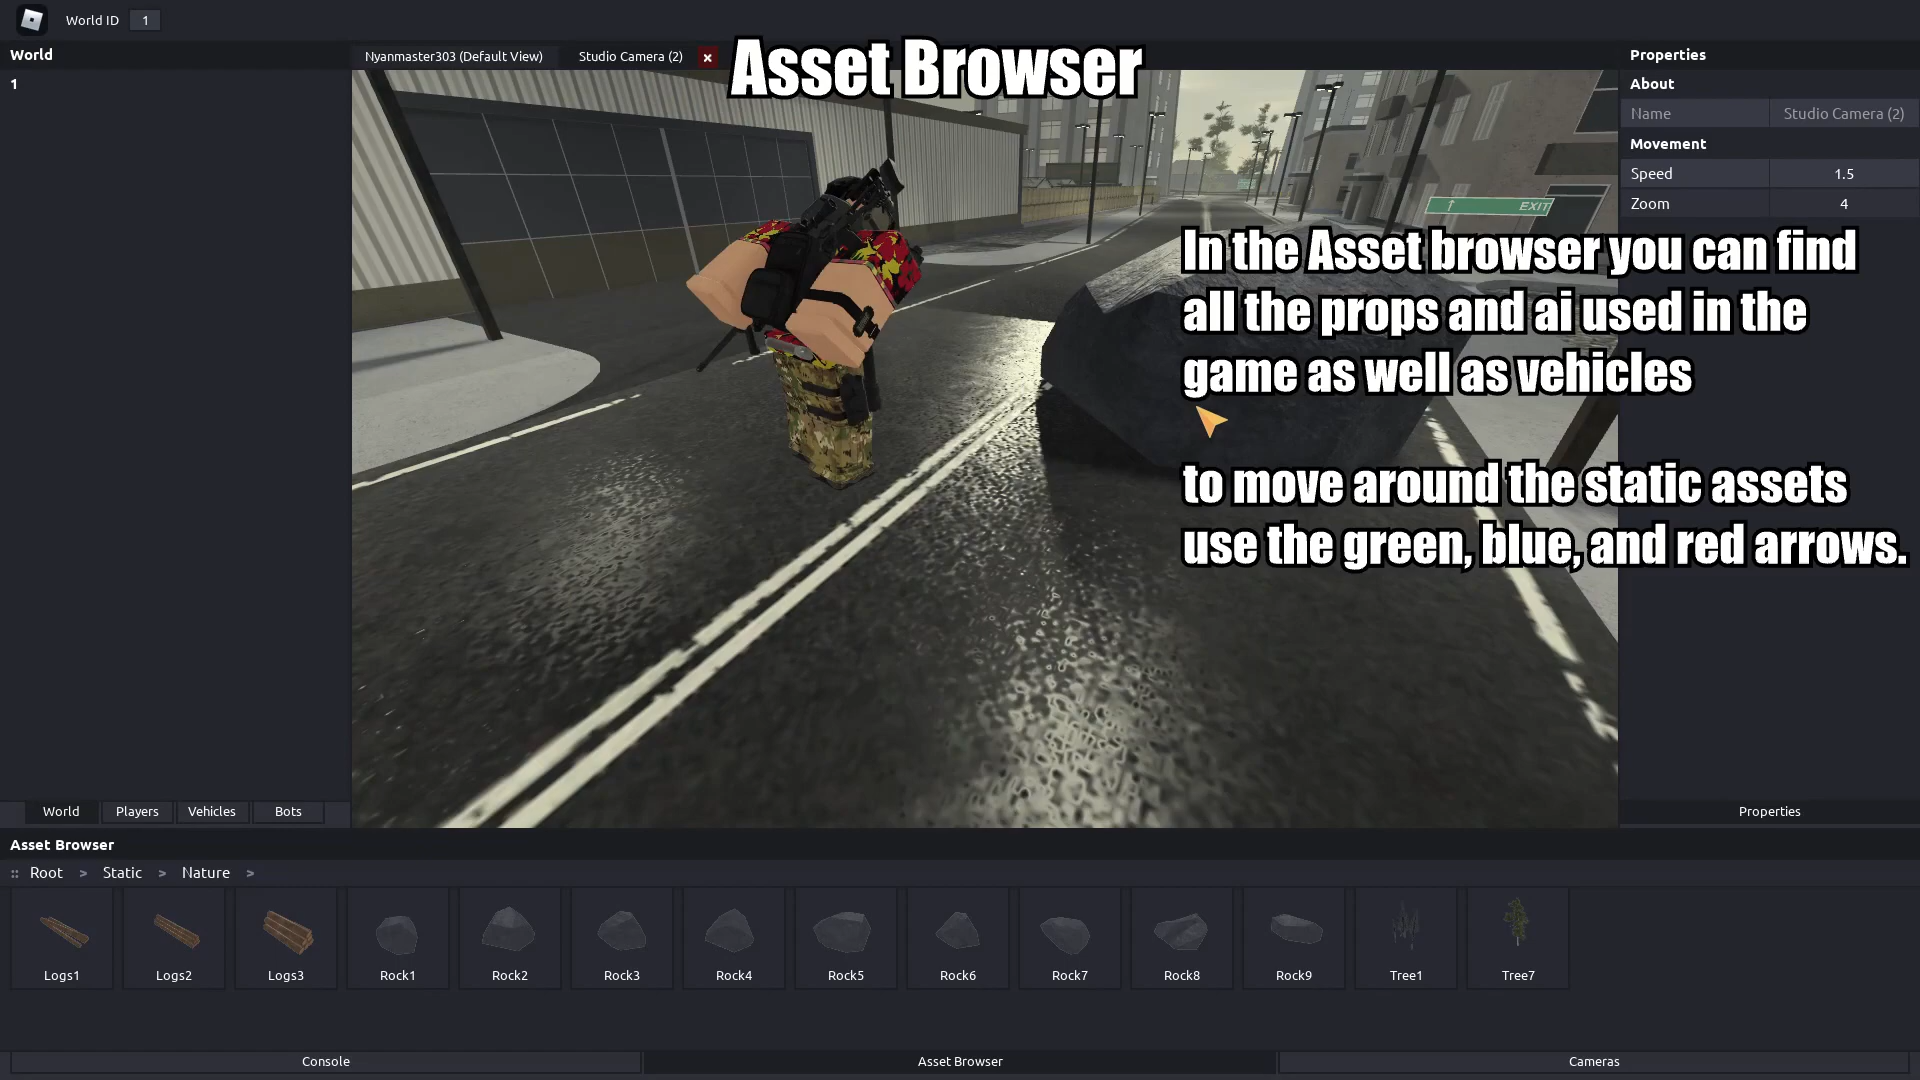 World ID 1
World
1
Nyanmaster303 (Default View) Studio Camera (2) x
Asset Browser
EXIT
Properties
About
Name Studio Camera (2)
Movement
Speed 1.5
Zoom 4
In the Asset browser you can find
all the props and ai used in the
game as well as vehicles
to move around the static assets
use the green, blue, and red arrows.
World Players Vehicles Bots
Properties
Asset Browser
Root > Static > Nature >
Logs1 Logs2 Logs3 Rock1 Rock2 Rock3 Rock4 Rock5 Rock6 Rock7 Rock8 Rock9 Tree1 Tree7
Console Asset Browser Cameras